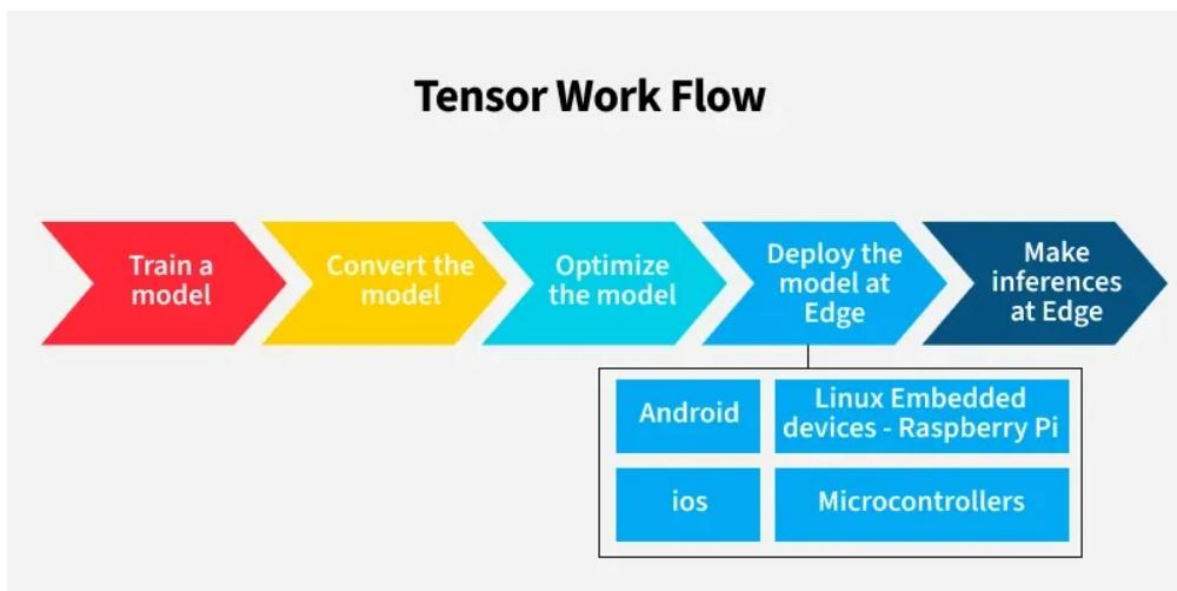 Tensor Work Flow
Train a
model
Convert the
model
Optimize
the model
Deploy the
model at
Edge
Make
inferences
at Edge
Android
Linux Embedded
devices - Raspberry Pi
ios
Microcontrollers